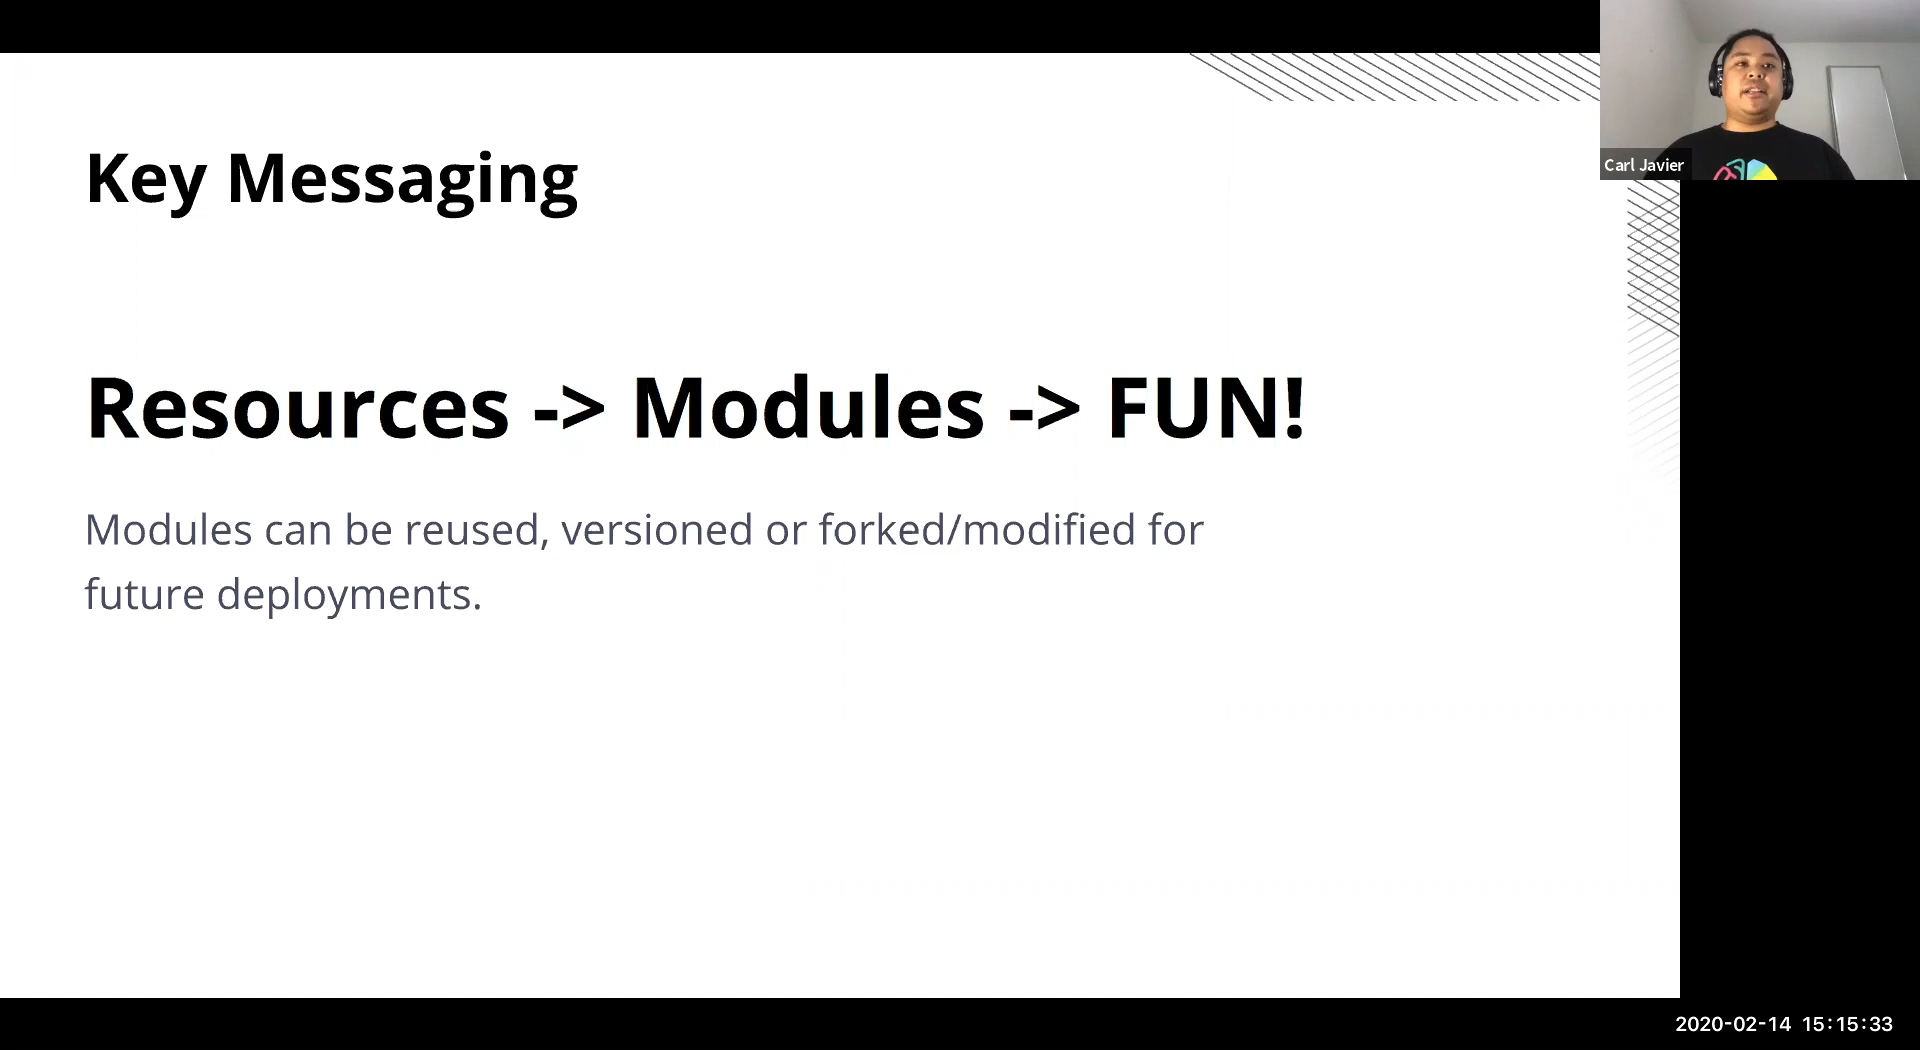 Key Messaging
Resources -> Modules -> FUN!
Modules can be reused, versioned or forked/modified for
future deployments.
Carl Javier
2020-02-14 15:15:33